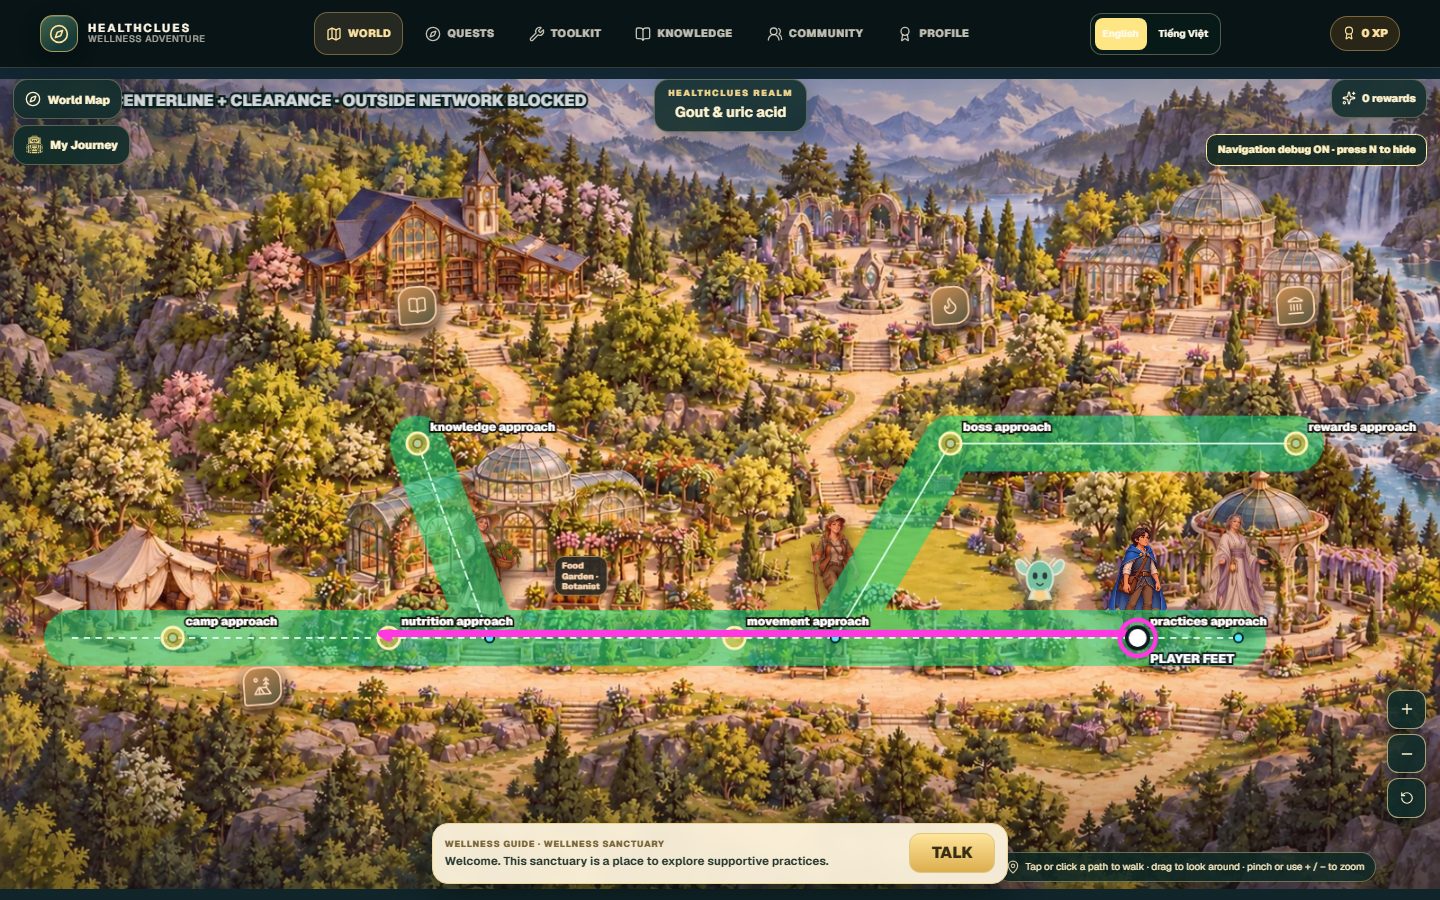 HEALTHCLUES
WELLNESS ADVENTURE
WORLD
QUESTS
TOOLKIT
KNOWLEDGE
COMMUNITY
PROFILE
English
Tiếng Việt
0 XP
World Map
ENTERLINE + CLEARANCE · OUTSIDE NETWORK BLOCKED
HEALTHCLUES REALM
Gout & uric acid
0 rewards
My Journey
Navigation debug ON · press N to hide
knowledge approach
boss approach
rewards approach
Food
Garden ·
Botanist
camp approach
nutrition approach
movement approach
practices approach
PLAYER FEET
WELLNESS GUIDE · WELLNESS SANCTUARY
Welcome. This sanctuary is a place to explore supportive practices.
TALK
Tap or click a path to walk · drag to look around · pinch or use + / − to zoom